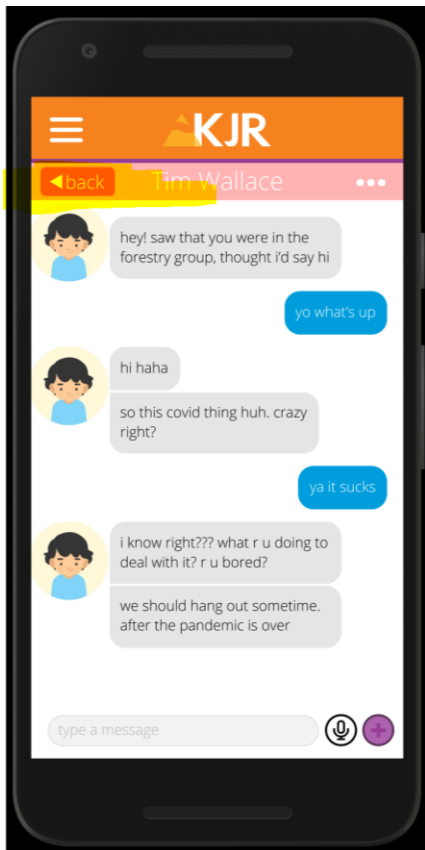 KJR
back Tim Wallace
hey! saw that you were in the
forestry group, thought i'd say hi
yo what's up
hi haha
so this covid thing huh. crazy
right?
ya it sucks
i know right??? what r u doing to
deal with it? r u bored?
we should hang out sometime.
after the pandemic is over
type a message